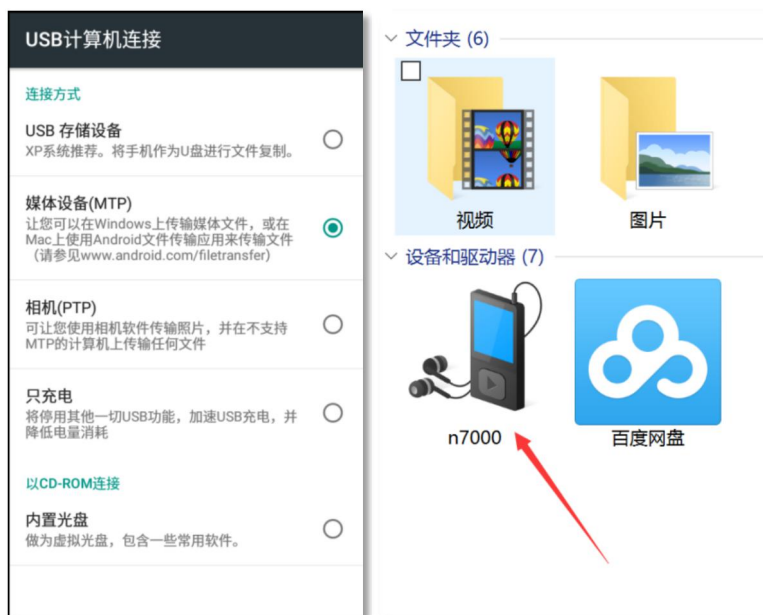 USB计算机连接
连接方式
USB 存储设备
XP系统推荐。将手机作为U盘进行文件复制。
媒体设备(MTP)
让您可以在Windows上传输媒体文件，或在
Mac上使用Android文件传输应用来传输文件
（请参见www.android.com/filetransfer）
相机(PTP)
可让您使用相机软件传输照片，并在不支持
MTP的计算机上传输任何文件
只充电
将停用其他一切USB功能，加速USB充电，并
降低电量消耗
以CD-ROM连接
内置光盘
做为虚拟光盘，包含一些常用软件。
文件夹 (6)
视频
图片
设备和驱动器 (7)
n7000
百度网盘